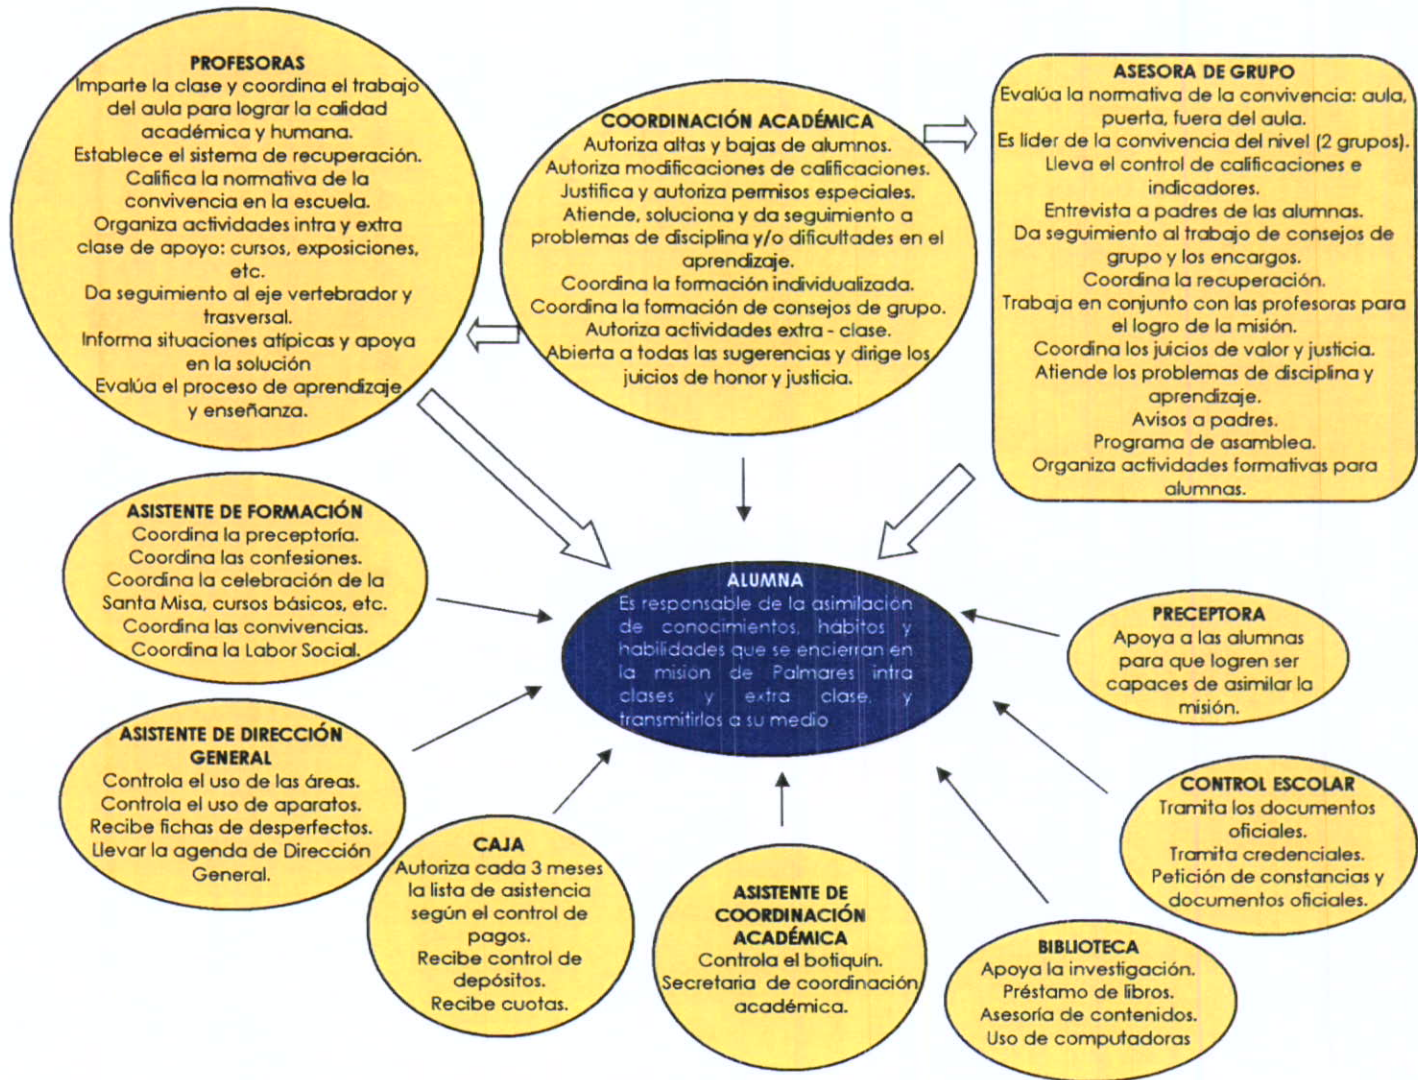 PROFESORAS
Imparte la clase y coordina el trabajo
del aula para lograr la calidad
académica y humana.
Establece el sistema de recuperación.
Califica la normativa de la
convivencia en la escuela.
Organiza actividades intra y extra
clase de apoyo: cursos, exposiciones,
etc.
Da seguimiento al eje vertebrador y
trasversal.
Informa situaciones atípicas y apoya
en la solución
Evalúa el proceso de aprendizaje
y enseñanza.
COORDINACIÓN ACADÉMICA
Autoriza altas y bajas de alumnos.
Autoriza modificaciones de calificaciones.
Justifica y autoriza permisos especiales.
Atiende, soluciona y da seguimiento a
problemas de disciplina y/o dificultades en el
aprendizaje.
Coordina la formación individualizada.
Coordina la formación de consejos de grupo.
Autoriza actividades extra - clase.
Abierta a todas las sugerencias y dirige los
juicios de honor y justicia.
ASESORA DE GRUPO
Evalúa la normativa de la convivencia: aula,
puerta, fuera del aula.
Es líder de la convivencia del nivel (2 grupos).
Lleva el control de calificaciones e
indicadores.
Entrevista a padres de las alumnas.
Da seguimiento al trabajo de consejos de
grupo y los encargos.
Coordina la recuperación.
Trabaja en conjunto con las profesoras para
el logro de la misión.
Coordina los juicios de valor y justicia.
Atiende los problemas de disciplina y
aprendizaje.
Avisos a padres.
Programa de asamblea.
Organiza actividades formativas para
alumnas.
ASISTENTE DE FORMACIÓN
Coordina la preceptoría.
Coordina las confesiones.
Coordina la celebración de la
Santa Misa, cursos básicos, etc.
Coordina las convivencias.
Coordina la Labor Social.
ALUMNA
Es responsable de la asimilación
de conocimientos, hábitos y
habilidades que se encierran en
la misión de Palmares intra
clases y extra clase, y
transmitirlos a su medio
PRECEPTORA
Apoya a las alumnas
para que logren ser
capaces de asimilar la
misión.
ASISTENTE DE DIRECCIÓN
GENERAL
Controla el uso de las áreas.
Controla el uso de aparatos.
Recibe fichas de desperfectos.
Llevar la agenda de Dirección
General.
CAJA
Autoriza cada 3 meses
la lista de asistencia
según el control de
pagos.
Recibe control de
depósitos.
Recibe cuotas.
ASISTENTE DE
COORDINACIÓN
ACADÉMICA
Controla el botiquín.
Secretaria de coordinación
académica.
BIBLIOTECA
Apoya la investigación.
Préstamo de libros.
Asesoría de contenidos.
Uso de computadoras
CONTROL ESCOLAR
Tramita los documentos
oficiales.
Tramita credenciales.
Petición de constancias y
documentos oficiales.